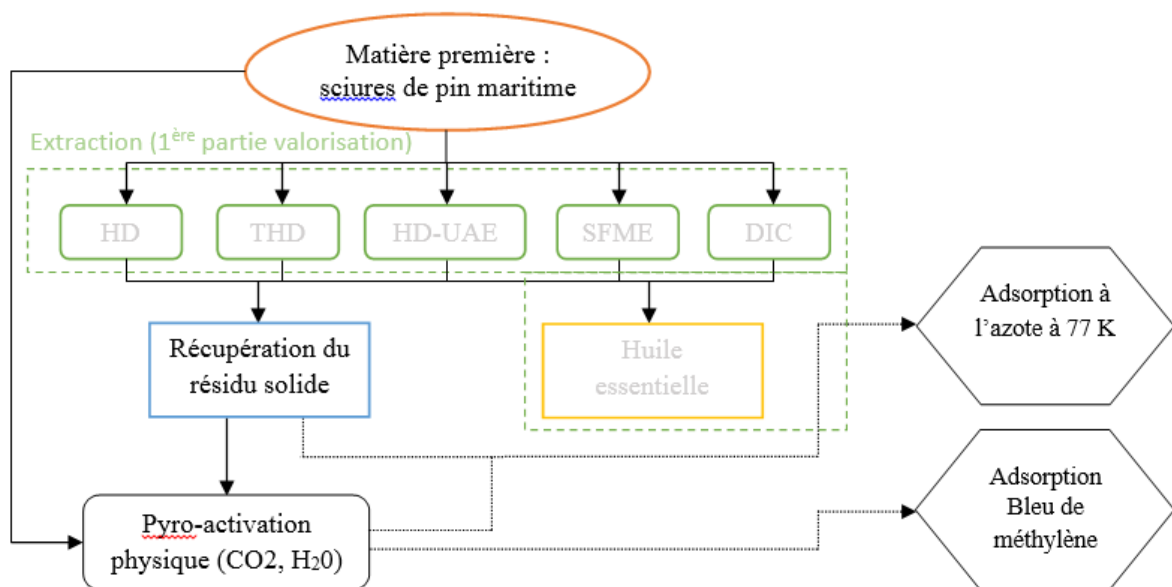 Matière première :
sciures de pin maritime
Extraction (1ère partie valorisation)
HD
THD
HD-UAE
SFME
DIC
Récupération du
résidu solide
Huile
essentielle
Adsorption à
l’azote à 77 K
Pyro-activation
physique (CO2, H20)
Adsorption
Bleu de
méthylène